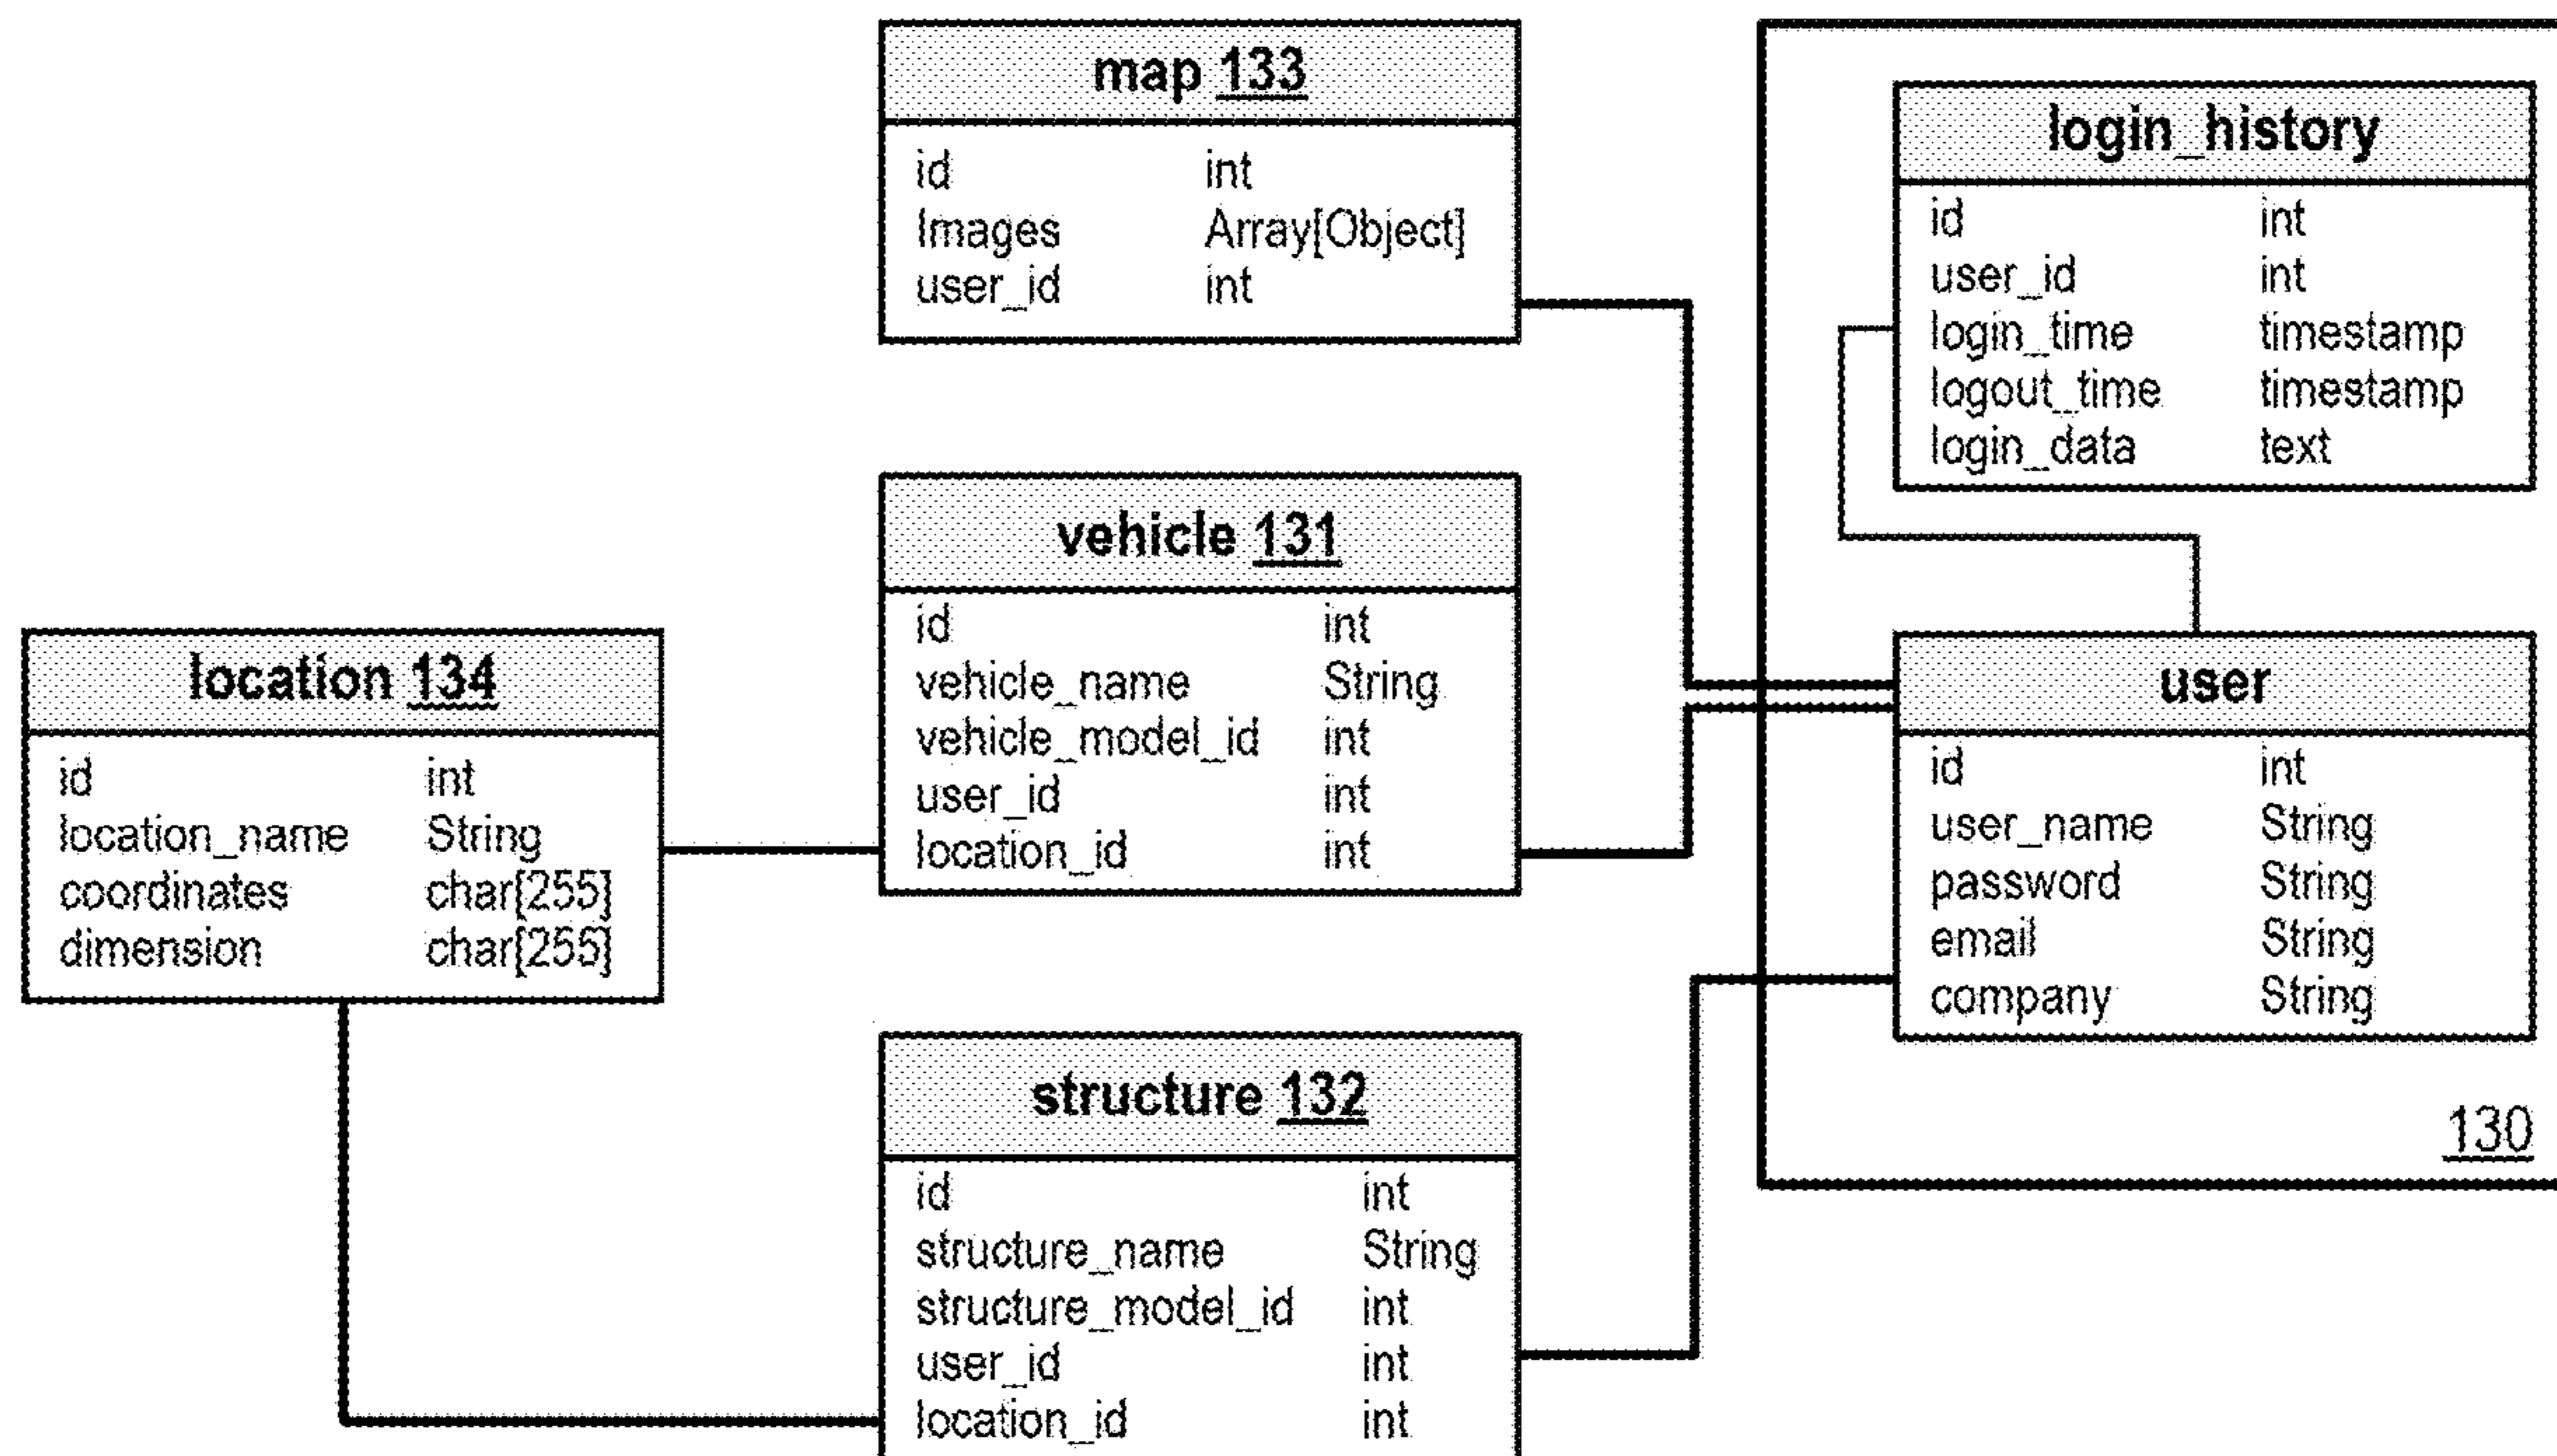 map 133
id int
Images Array[Object]
user_id int
login_history
id int
user_id int
login_time timestamp
logout_time timestamp
login_data text
vehicle 131
id int
vehicle_name String
vehicle_model_id int
user_id int
location_id int
location 134
id int
location_name String
coordinates char[255]
dimension char[255]
user
id int
user_name String
password String
email String
company String
130
structure 132
id int
structure_name String
structure_model_id int
user_id int
location_id int